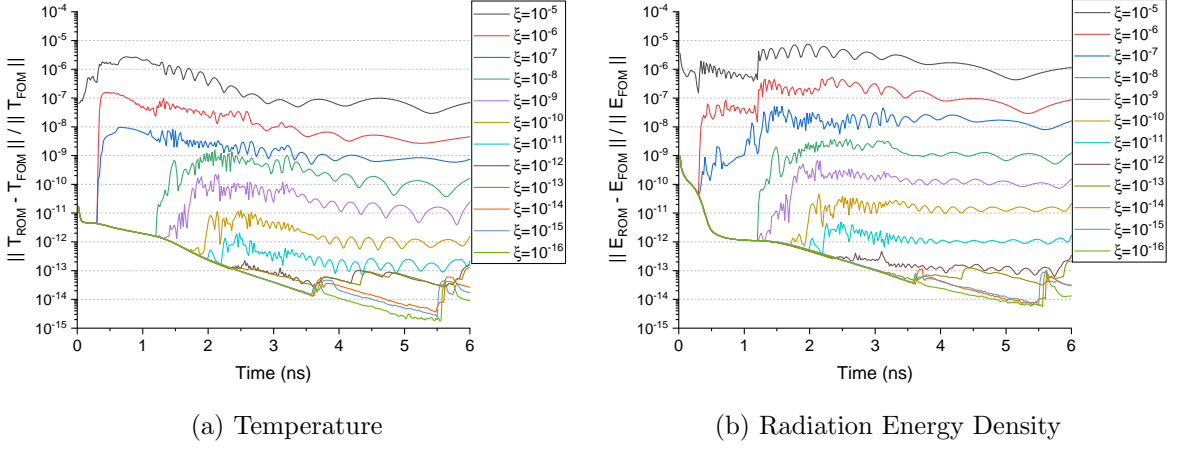 || T_ROM - T_FOM || / || T_FOM ||
10^-4
10^-5
10^-6
10^-7
10^-8
10^-9
10^-10
10^-11
10^-12
10^-13
10^-14
10^-15
0 1 2 3 4 5 6
Time (ns)
ξ=10^-5
ξ=10^-6
ξ=10^-7
ξ=10^-8
ξ=10^-9
ξ=10^-10
ξ=10^-11
ξ=10^-12
ξ=10^-13
ξ=10^-14
ξ=10^-15
ξ=10^-16
(a) Temperature
|| E_ROM - E_FOM || / || E_FOM ||
10^-4
10^-5
10^-6
10^-7
10^-8
10^-9
10^-10
10^-11
10^-12
10^-13
10^-14
10^-15
0 1 2 3 4 5 6
Time (ns)
ξ=10^-5
ξ=10^-6
ξ=10^-7
ξ=10^-8
ξ=10^-9
ξ=10^-10
ξ=10^-11
ξ=10^-12
ξ=10^-13
ξ=10^-14
ξ=10^-15
ξ=10^-16
(b) Radiation Energy Density